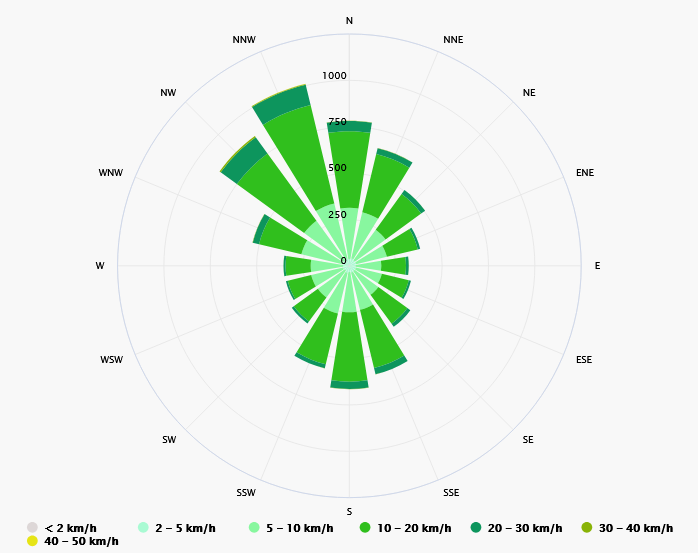 N
NNW
NNE
NW
NE
1000
750
WNW
500
ENE
250
W
0
E
WSW
ESE
SW
SE
SSW
SSE
S
< 2 km/h
2 – 5 km/h
5 – 10 km/h
10 – 20 km/h
20 – 30 km/h
30 – 40 km/h
40 – 50 km/h